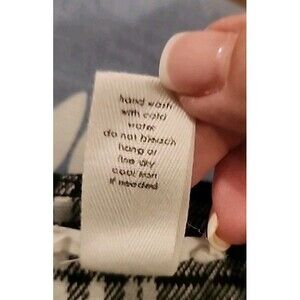 hand wash
with cold
water
do not bleach
hang or
line dry
cool iron
if needed